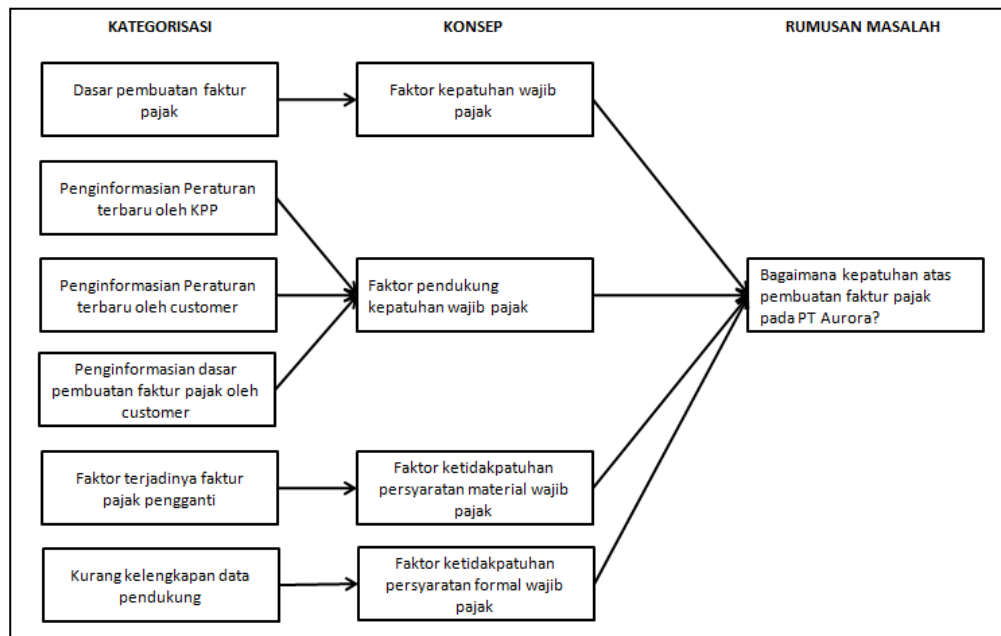 KATEGORISASI
KONSEP
RUMUSAN MASALAH
Dasar pembuatan faktur
pajak
Faktor kepatuhan wajib
pajak
Penginformasian Peraturan
terbaru oleh KPP
Penginformasian Peraturan
terbaru oleh customer
Faktor pendukung
kepatuhan wajib pajak
Bagaimana kepatuhan atas
pembuatan faktur pajak
pada PT Aurora?
Penginformasian dasar
pembuatan faktur pajak oleh
customer
Faktor terjadinya faktur
pajak pengganti
Faktor ketidakpatuhan
persyaratan material wajib
pajak
Kurang kelengkapan data
pendukung
Faktor ketidakpatuhan
persyaratan formal wajib
pajak